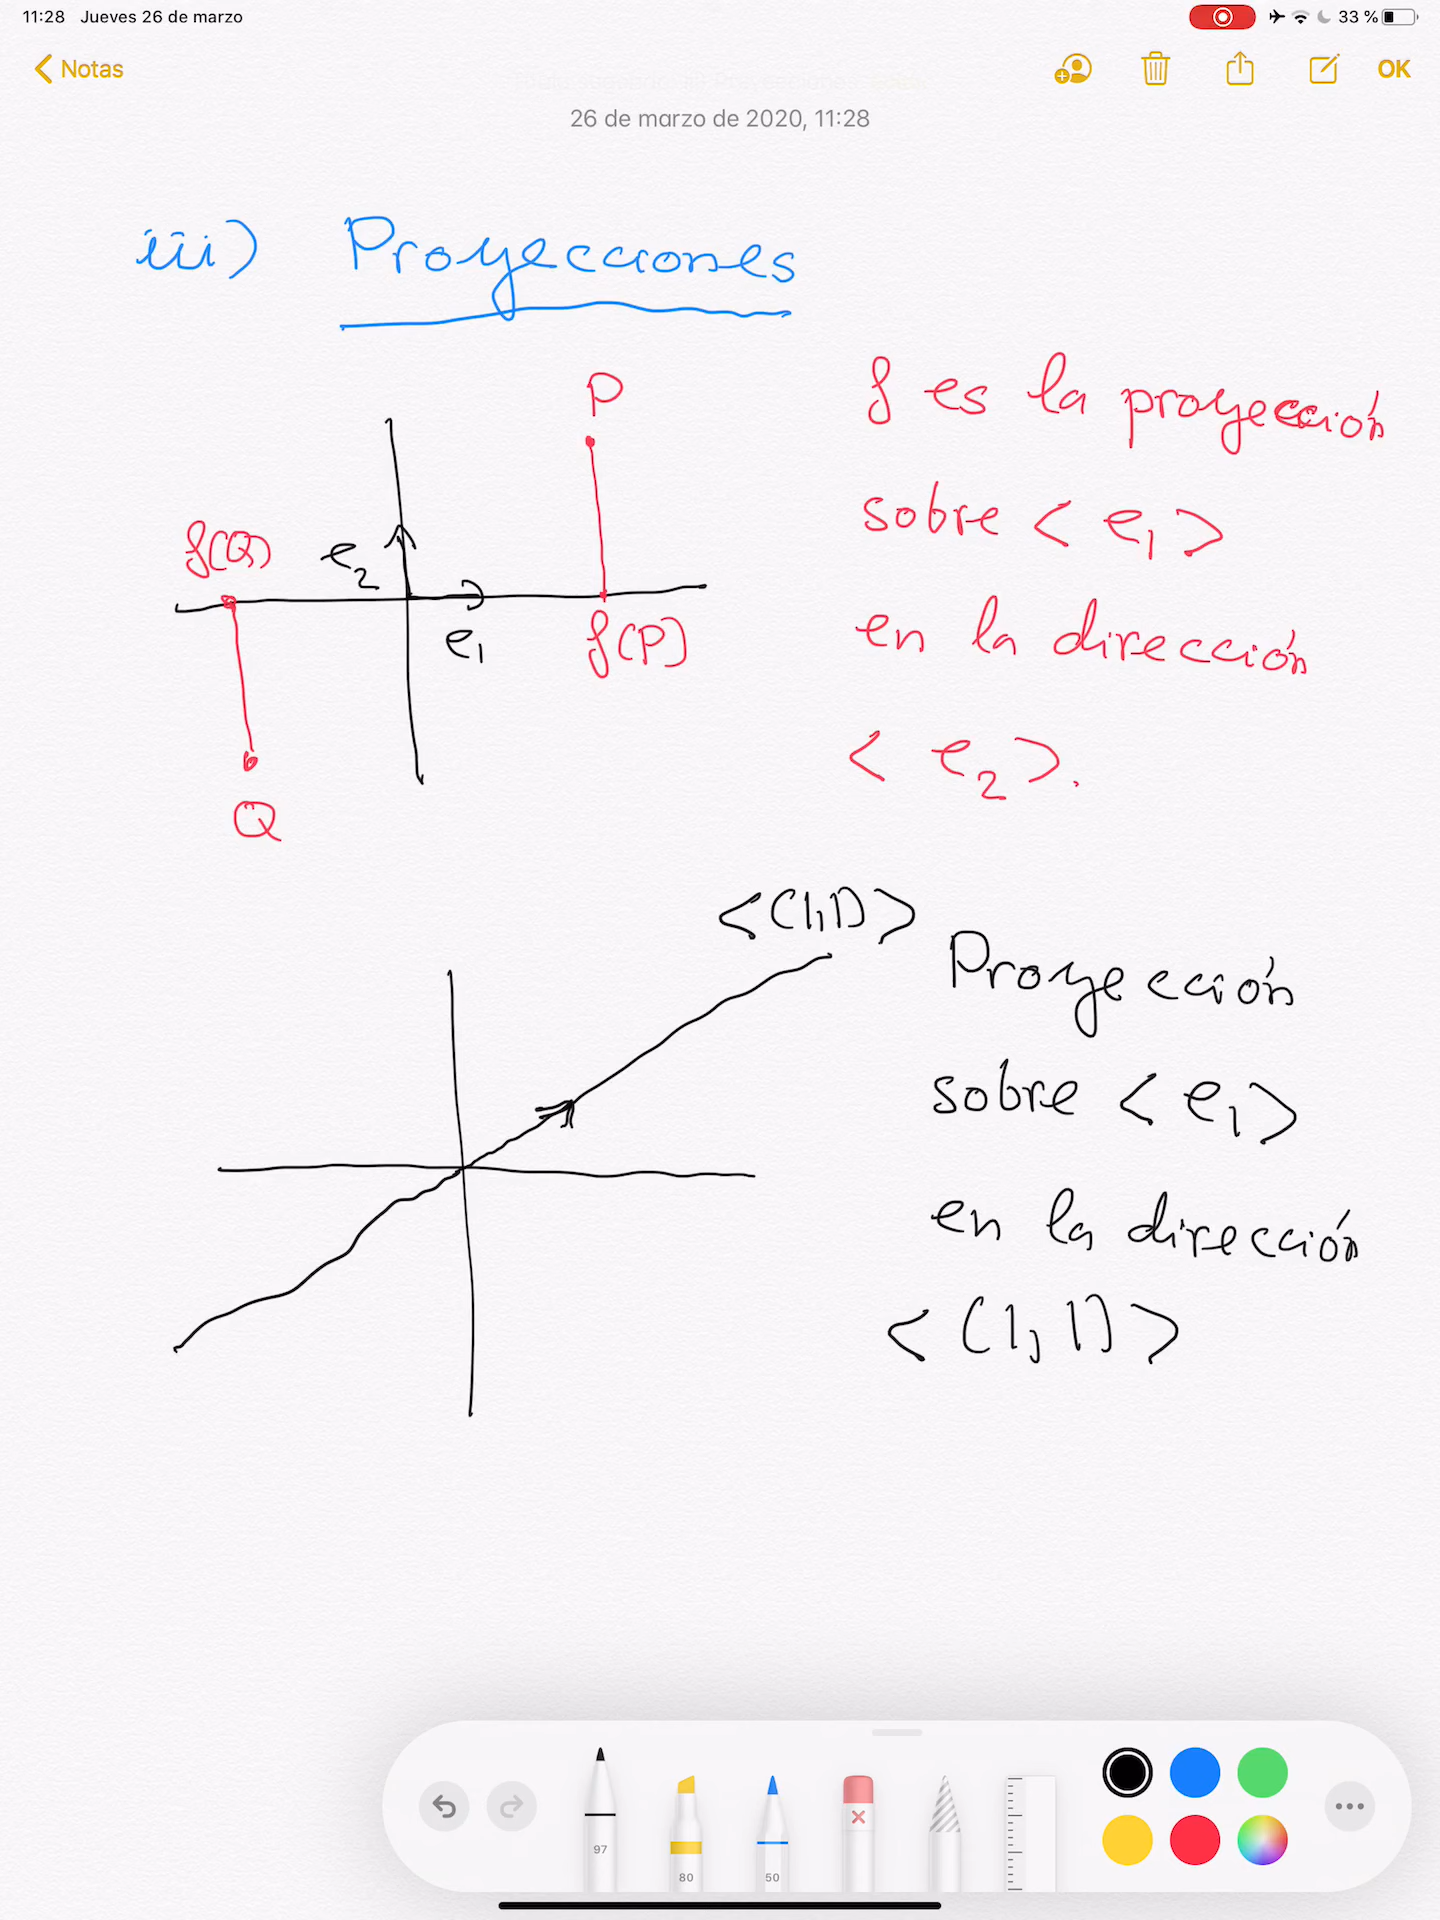 11:28 Jueves 26 de marzo
33 %
Notas
OK
26 de marzo de 2020, 11:28
iii) Proyecciones
P
f es la proyección
sobre < e₁ >
f(Q)
e₂
e₁
f(P)
en la dirección
< e₂ >.
Q
<(1,1)>
Proyección
sobre < e₁ >
en la dirección
< (1,1) >
97
80
50